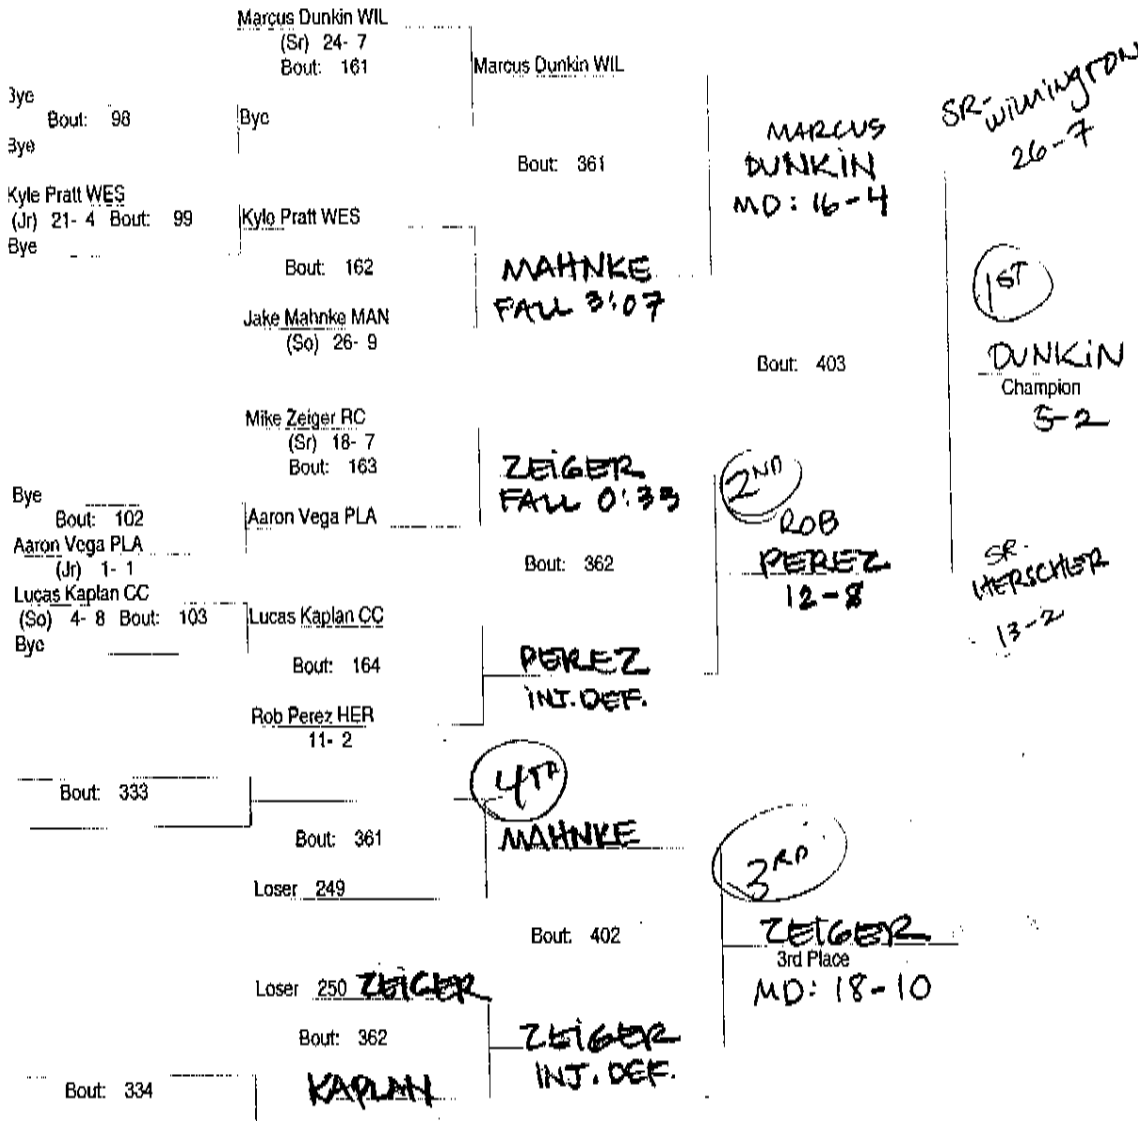 Marcus Dunkin WIL
(Sr) 24- 7
Bout: 161
Marcus Dunkin WIL
Bye
Bout: 98
Bye
Bye
Bout: 361
MARCUS
DUNKIN
MD: 16-4
SR- WILMINGTON
26-7
Kyle Pratt WES
(Jr) 21- 4 Bout: 99
Bye
Kyle Pratt WES
Bout: 162
Jake Mahnke MAN
(So) 26- 9
MAHNKE
FALL 3:07
Bout: 403
1ST
DUNKIN
Champion
5-2
Mike Zeiger RC
(Sr) 18- 7
Bout: 163
ZEIGER
FALL 0:33
Bye
Bout: 102
Aaron Vega PLA
(Jr) 1- 1
Aaron Vega PLA
Bout: 362
2ND
ROB
PEREZ
12-8
SR.
HERSCHER
13-2
Lucas Kaplan CC
(So) 4- 8 Bout: 103
Bye
Lucas Kaplan CC
Bout: 164
Rob Perez HER
11- 2
PEREZ
INJ. DEF.
Bout: 333
Bout: 361
Loser 249
4TH
MAHNKE
Bout: 402
3RD
ZEIGER
3rd Place
MD: 18-10
Loser 250 ZEIGER
Bout: 362
KAPLAN
ZEIGER
INJ. DEF.
Bout: 334